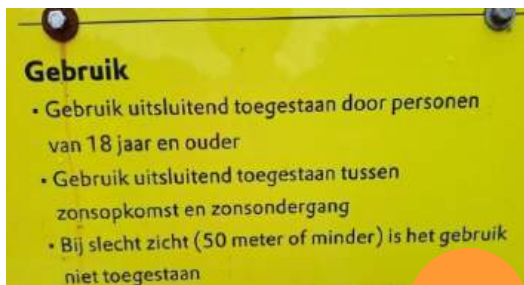 Gebruik
• Gebruik uitsluitend toegestaan door personen
van 18 jaar en ouder
• Gebruik uitsluitend toegestaan tussen
zonsopkomst en zonsondergang
• Bij slecht zicht (50 meter of minder) is het gebruik
niet toegestaan